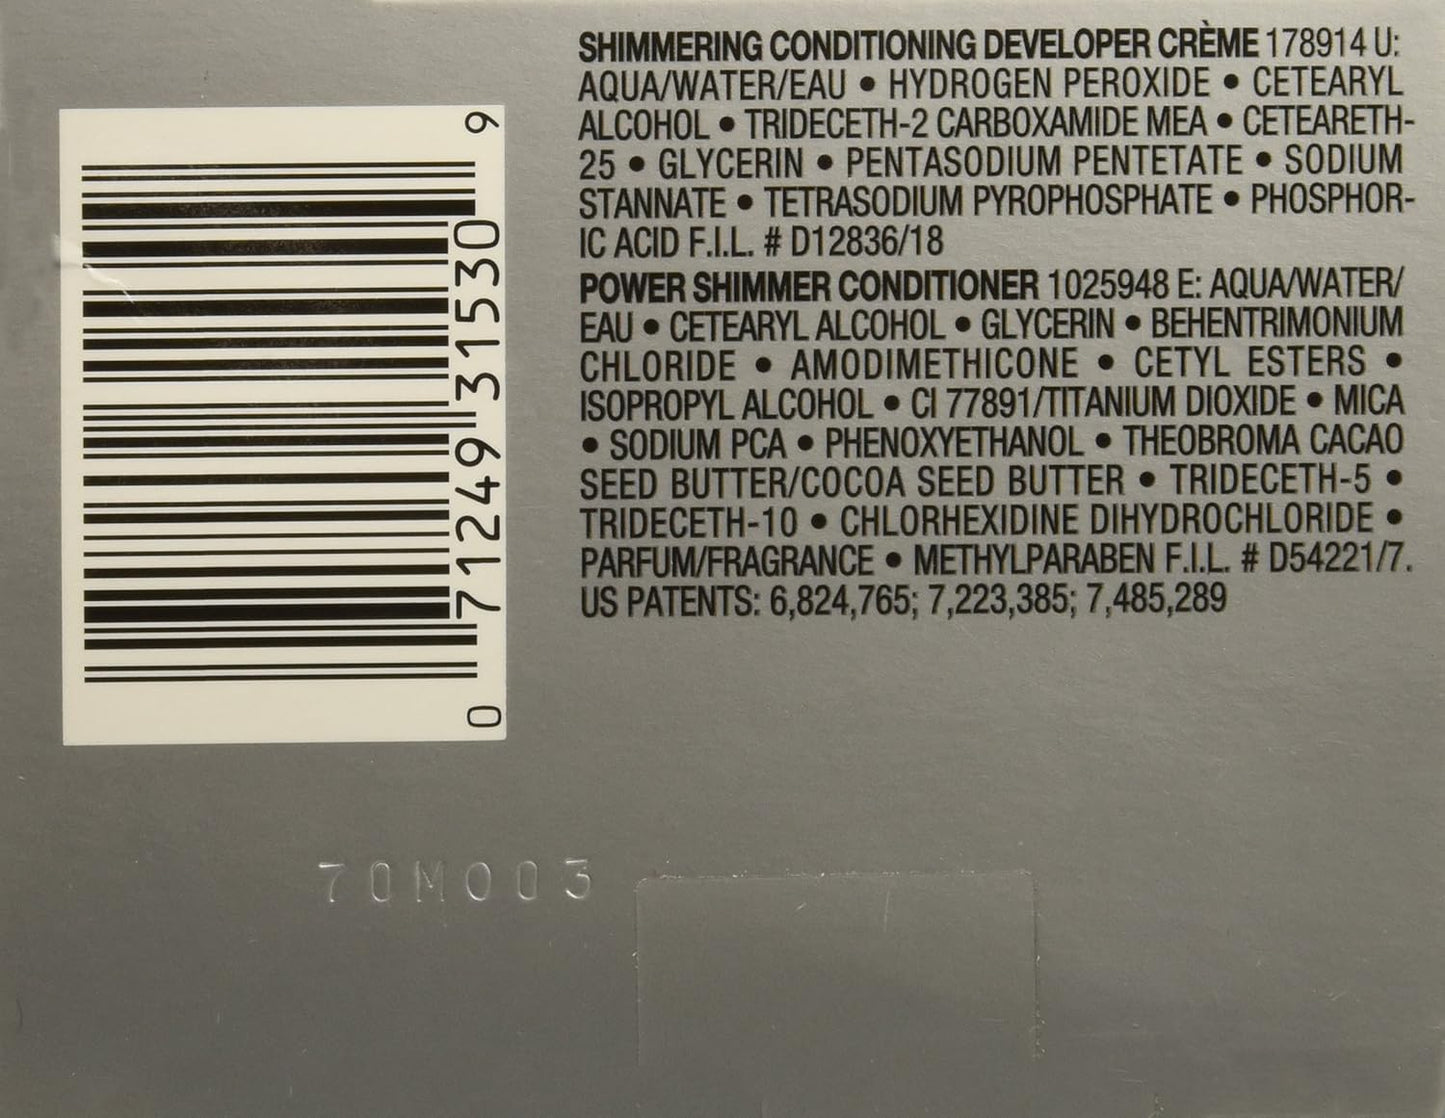 SHIMMERING CONDITIONING DEVELOPER CRÈME 178914 U:
AQUA/WATER/EAU • HYDROGEN PEROXIDE • CETEARYL
ALCOHOL • TRIDECETH-2 CARBOXAMIDE MEA • CETEARETH-
25 • GLYCERIN • PENTASODIUM PENTETATE • SODIUM
STANNATE • TETRASODIUM PYROPHOSPHATE • PHOSPHOR-
IC ACID F.I.L. # D12836/18
POWER SHIMMER CONDITIONER 1025948 E: AQUA/WATER/
EAU • CETEARYL ALCOHOL • GLYCERIN • BEHENTRIMONIUM
CHLORIDE • AMODIMETHICONE • CETYL ESTERS •
ISOPROPYL ALCOHOL • CI 77891/TITANIUM DIOXIDE • MICA
• SODIUM PCA • PHENOXYETHANOL • THEOBROMA CACAO
SEED BUTTER/COCOA SEED BUTTER • TRIDECETH-5 •
TRIDECETH-10 • CHLORHEXIDINE DIHYDROCHLORIDE •
PARFUM/FRAGRANCE • METHYLPARABEN F.I.L. # D54221/7.
US PATENTS: 6,824,765; 7,223,385; 7,485,289
0 71249 31530 9
70M003